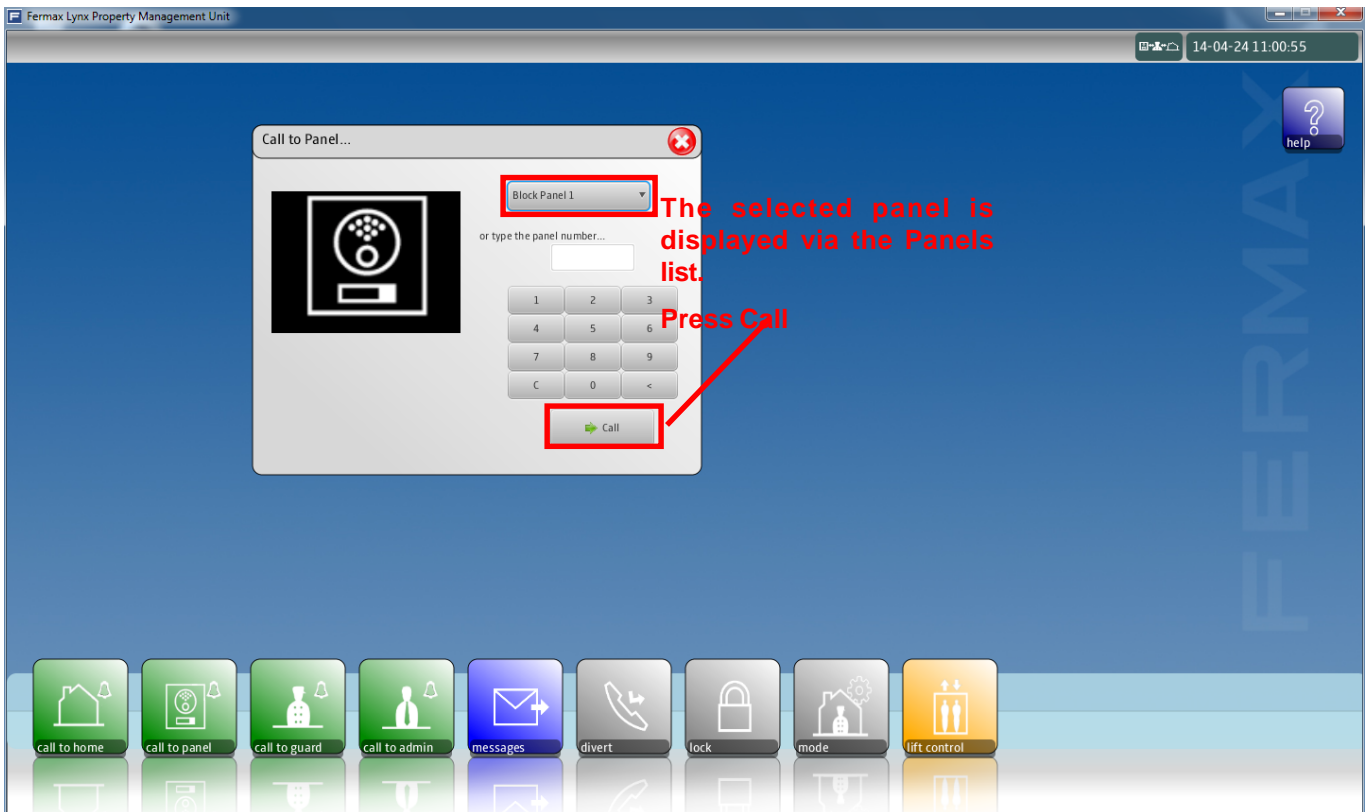 Fermax Lynx Property Management Unit
14-04-24 11:00:55
help
Call to Panel...
Block Panel 1
or type the panel number...
The selected panel is
displayed via the Panels
list.
Press Call
1 2 3
4 5 6
7 8 9
C 0 <
Call
FERMAX
call to home
call to panel
call to guard
call to admin
messages
divert
lock
mode
lift control